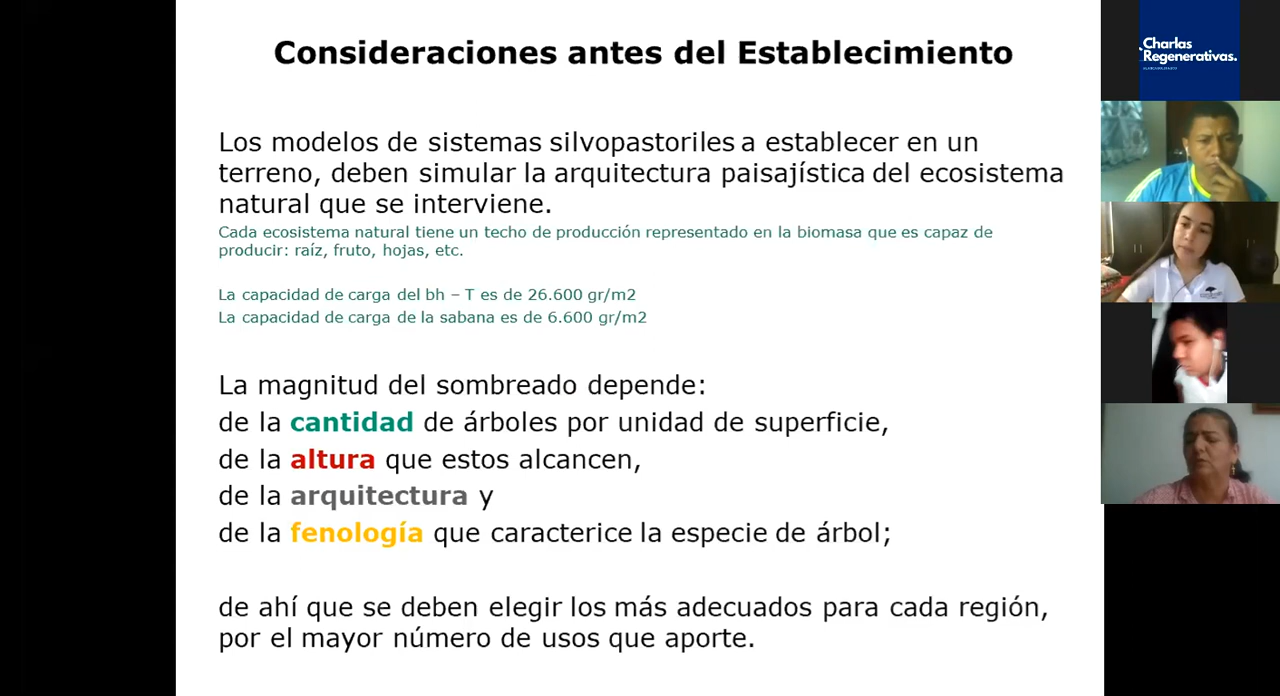 Consideraciones antes del Establecimiento
Los modelos de sistemas silvopastoriles a establecer en un
terreno, deben simular la arquitectura paisajística del ecosistema
natural que se interviene.
Cada ecosistema natural tiene un techo de producción representado en la biomasa que es capaz de
producir: raíz, fruto, hojas, etc.
La capacidad de carga del bh – T es de 26.600 gr/m2
La capacidad de carga de la sabana es de 6.600 gr/m2
La magnitud del sombreado depende:
de la cantidad de árboles por unidad de superficie,
de la altura que estos alcancen,
de la arquitectura y
de la fenología que caracterice la especie de árbol;
de ahí que se deben elegir los más adecuados para cada región,
por el mayor número de usos que aporte.
Charlas
Regenerativas.